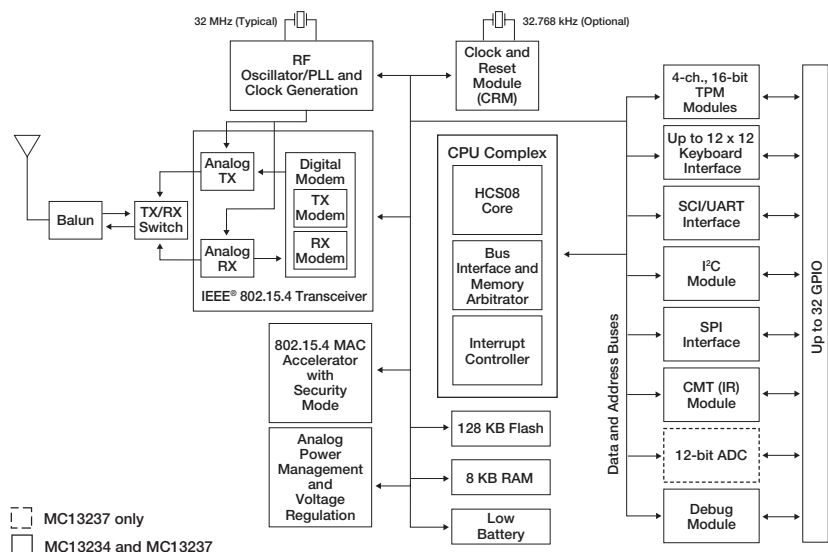 32 MHz (Typical)
32.768 kHz (Optional)
RF
Oscillator/PLL and
Clock Generation
Clock and
Reset
Module
(CRM)
4-ch., 16-bit
TPM
Modules
Up to 12 x 12
Keyboard
Interface
SCI/UART
Interface
I²C
Module
SPI
Interface
CMT (IR)
Module
12-bit ADC
Debug
Module
Up to 32 GPIO
Data and Address Buses
Balun
TX/RX
Switch
Analog
TX
Analog
RX
Digital
Modem
TX
Modem
RX
Modem
IEEE® 802.15.4 Transceiver
CPU Complex
HCS08
Core
Bus
Interface and
Memory
Arbitrator
Interrupt
Controller
802.15.4 MAC
Accelerator
with
Security
Mode
Analog
Power
Management
and
Voltage
Regulation
128 KB Flash
8 KB RAM
Low
Battery
MC13237 only
MC13234 and MC13237